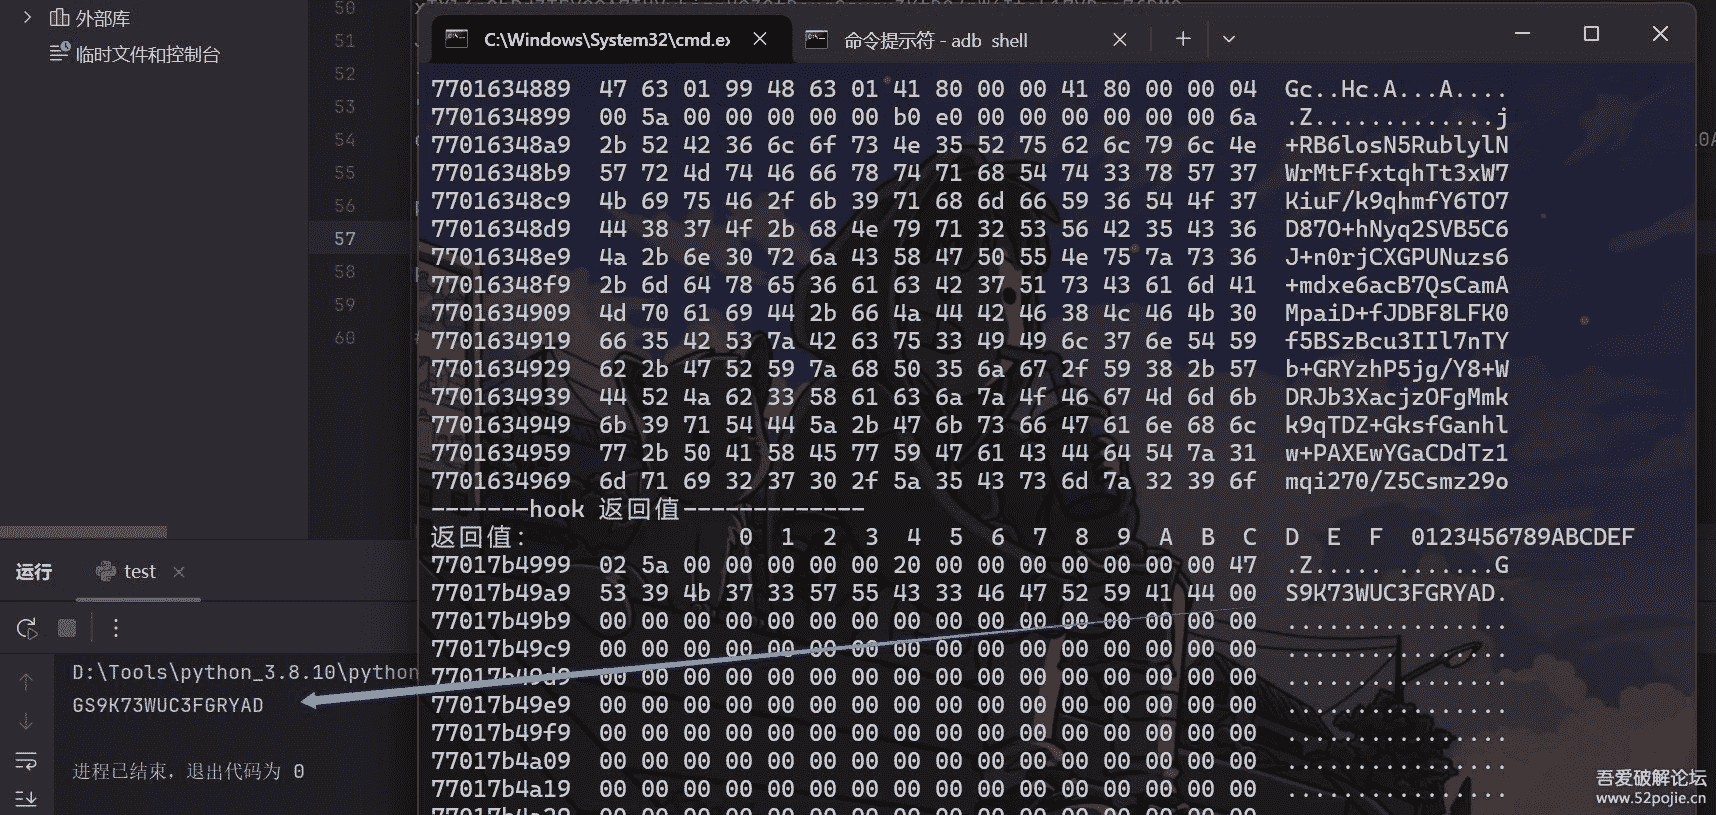 外部库
临时文件和控制台
50
51
52
53
54
55
56
57
58
59
60
C:\Windows\System32\cmd.ex
命令提示符 - adb shell
7701634889 47 63 01 99 48 63 01 41 80 00 00 41 80 00 00 04 Gc..Hc.A...A....
7701634899 00 5a 00 00 00 00 00 b0 e0 00 00 00 00 00 00 6a .Z.............j
77016348a9 2b 52 42 36 6c 6f 73 4e 35 52 75 62 6c 79 6c 4e +RB6losN5RublylN
77016348b9 57 72 4d 74 46 66 78 74 71 68 54 74 33 78 57 37 WrMtFfxtqhTt3xW7
77016348c9 4b 69 75 46 2f 6b 39 71 68 6d 66 59 36 54 4f 37 KiuF/k9qhmfY6TO7
77016348d9 44 38 37 4f 2b 68 4e 79 71 32 53 56 42 35 43 36 D87O+hNyq2SVB5C6
77016348e9 4a 2b 6e 30 72 6a 43 58 47 50 55 4e 75 7a 73 36 J+n0rjCXGPUNuzs6
77016348f9 2b 6d 64 78 65 36 61 63 42 37 51 73 43 61 6d 41 +mdxe6acB7QsCamA
7701634909 4d 70 61 69 44 2b 66 4a 44 42 46 38 4c 46 4b 30 MpaiD+fJDBF8LFK0
7701634919 66 35 42 53 7a 42 63 75 33 49 49 6c 37 6e 54 59 f5BSzBcu3IIl7nTY
7701634929 62 2b 47 52 59 7a 68 50 35 6a 67 2f 59 38 2b 57 b+GRYzhP5jg/Y8+W
7701634939 44 52 4a 62 33 58 61 63 6a 7a 4f 46 67 4d 6d 6b DRJb3XacjzOFgMmk
7701634949 6b 39 71 54 44 5a 2b 47 6b 73 66 47 61 6e 68 6c k9qTDZ+GksfGanhl
7701634959 77 2b 50 41 58 45 77 59 47 61 43 44 64 54 7a 31 w+PAXEwYGaCDdTz1
7701634969 6d 71 69 32 37 30 2f 5a 35 43 73 6d 7a 32 39 6f mqi270/Z5Csmz29o
-------hook 返回值-------------
返回值: 0 1 2 3 4 5 6 7 8 9 A B C D E F 0123456789ABCDEF
77017b4999 02 5a 00 00 00 00 00 20 00 00 00 00 00 00 00 47 .Z..... .......G
77017b49a9 53 39 4b 37 33 57 55 43 33 46 47 52 59 41 44 00 S9K73WUC3FGRYAD.
77017b49b9 00 00 00 00 00 00 00 00 00 00 00 00 00 00 00 00 ................
77017b49c9 00 00 00 00 00 00 00 00 00 00 00 00 00 00 00 00 ................
77017b49d9 00 00 00 00 00 00 00 00 00 00 00 00 00 00 00 00 ................
77017b49e9 00 00 00 00 00 00 00 00 00 00 00 00 00 00 00 00 ................
77017b49f9 00 00 00 00 00 00 00 00 00 00 00 00 00 00 00 00 ................
77017b4a09 00 00 00 00 00 00 00 00 00 00 00 00 00 00 00 00 ................
77017b4a19 00 00 00 00 00 00 00 00 00 00 00 00 00 00 00 00 ................
运行 test
D:\Tools\python_3.8.10\python
GS9K73WUC3FGRYAD
进程已结束，退出代码为 0
吾爱破解论坛
www.52pojie.cn